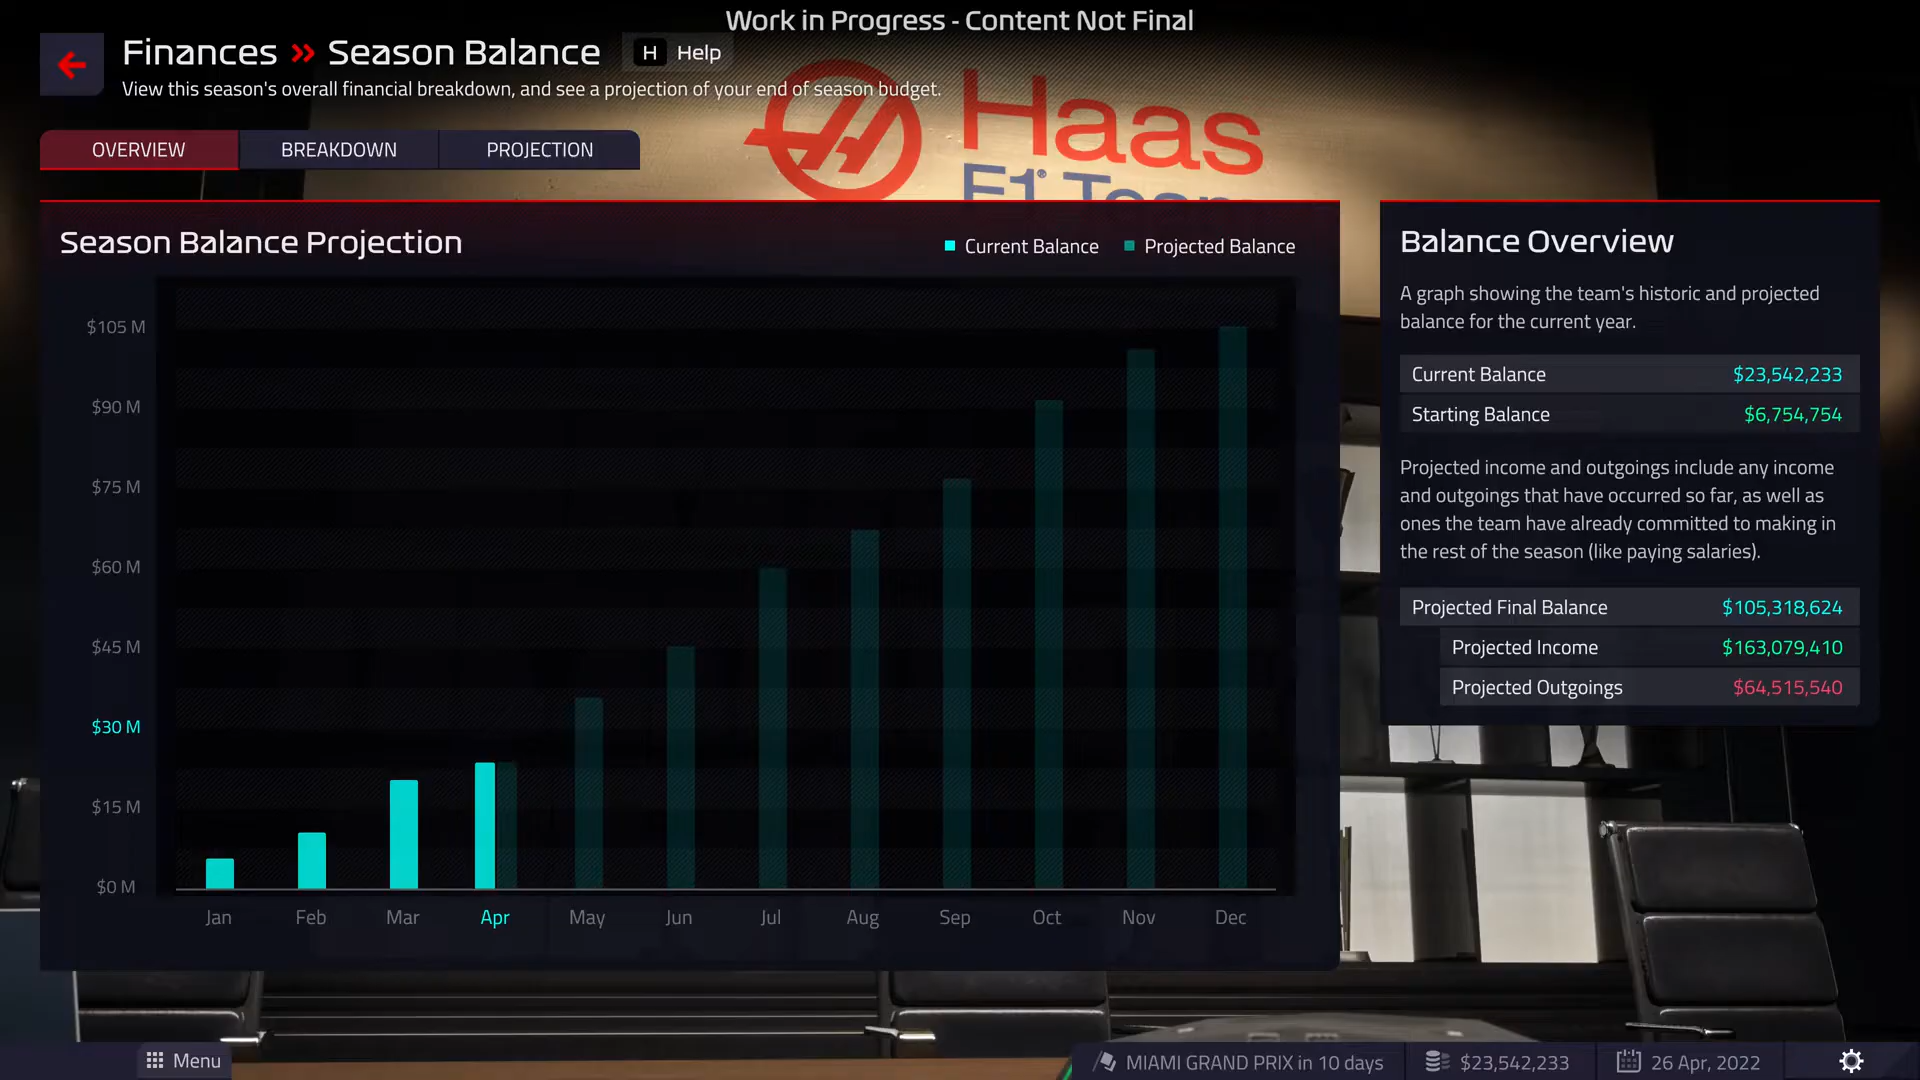 Work in Progress - Content Not Final
Finances » Season Balance
H Help
View this season's overall financial breakdown, and see a projection of your end of season budget.
Haas
F1® Team
OVERVIEW
BREAKDOWN
PROJECTION
Season Balance Projection
Current Balance
Projected Balance
$105 M
$90 M
$75 M
$60 M
$45 M
$30 M
$15 M
$0 M
Jan
Feb
Mar
Apr
May
Jun
Jul
Aug
Sep
Oct
Nov
Dec
Balance Overview
A graph showing the team's historic and projected
balance for the current year.
Current Balance $23,542,233
Starting Balance $6,754,754
Projected income and outgoings include any income
and outgoings that have occurred so far, as well as
ones the team have already committed to making in
the rest of the season (like paying salaries).
Projected Final Balance $105,318,624
Projected Income $163,079,410
Projected Outgoings $64,515,540
Menu
MIAMI GRAND PRIX in 10 days
$23,542,233
26 Apr, 2022